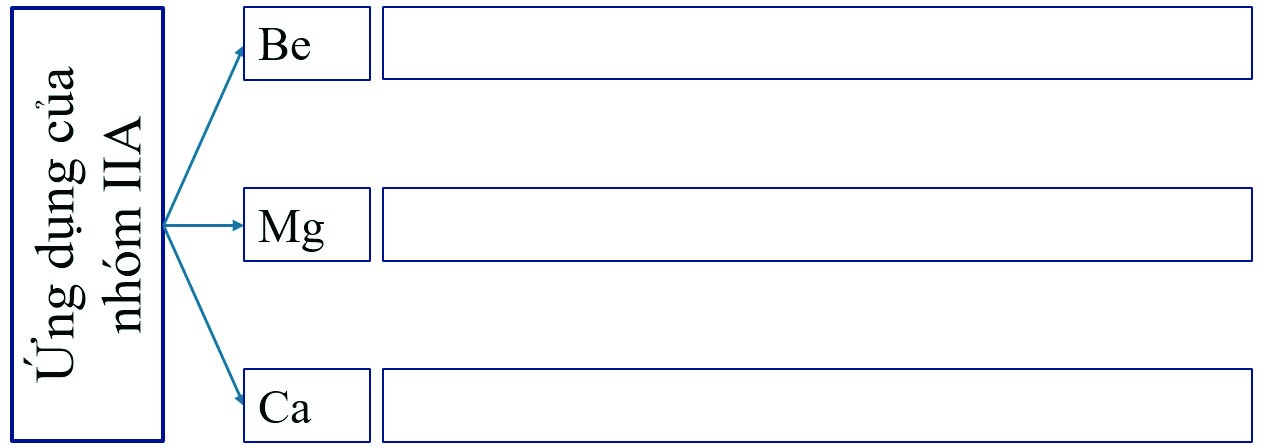 Ứng dụng của
nhóm IIA
Be
Mg
Ca